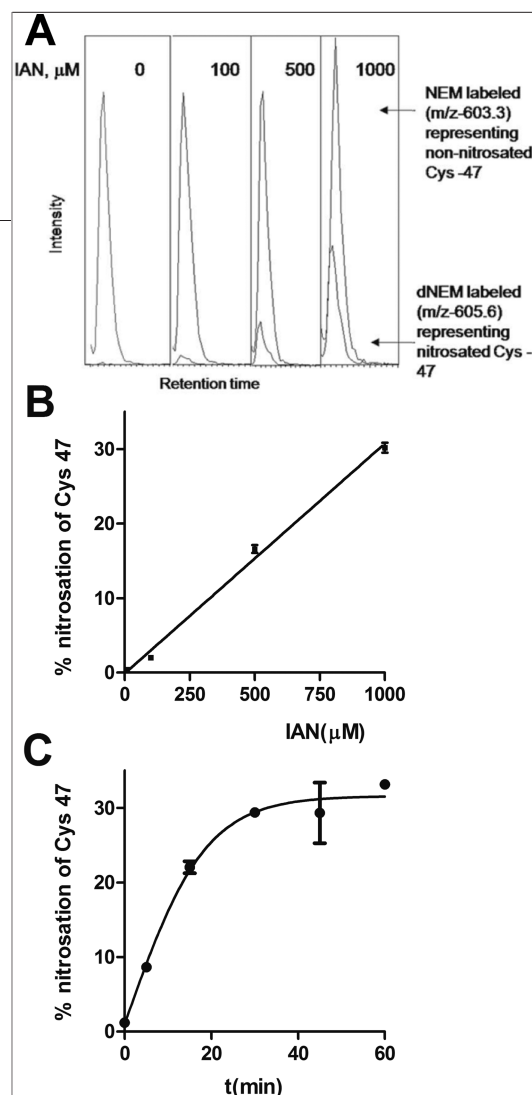 A
IAN, μM 0 100 500 1000
NEM labeled
(m/z-603.3)
representing
non-nitrosated
Cys -47
Intensity
dNEM labeled
(m/z-605.6)
representing
nitrosated Cys -
47
Retention time
B
% nitrosation of Cys 47
30
20
10
0
0 250 500 750 1000
IAN(μM)
C
% nitrosation of Cys 47
30
20
10
0
0 20 40 60
t(min)